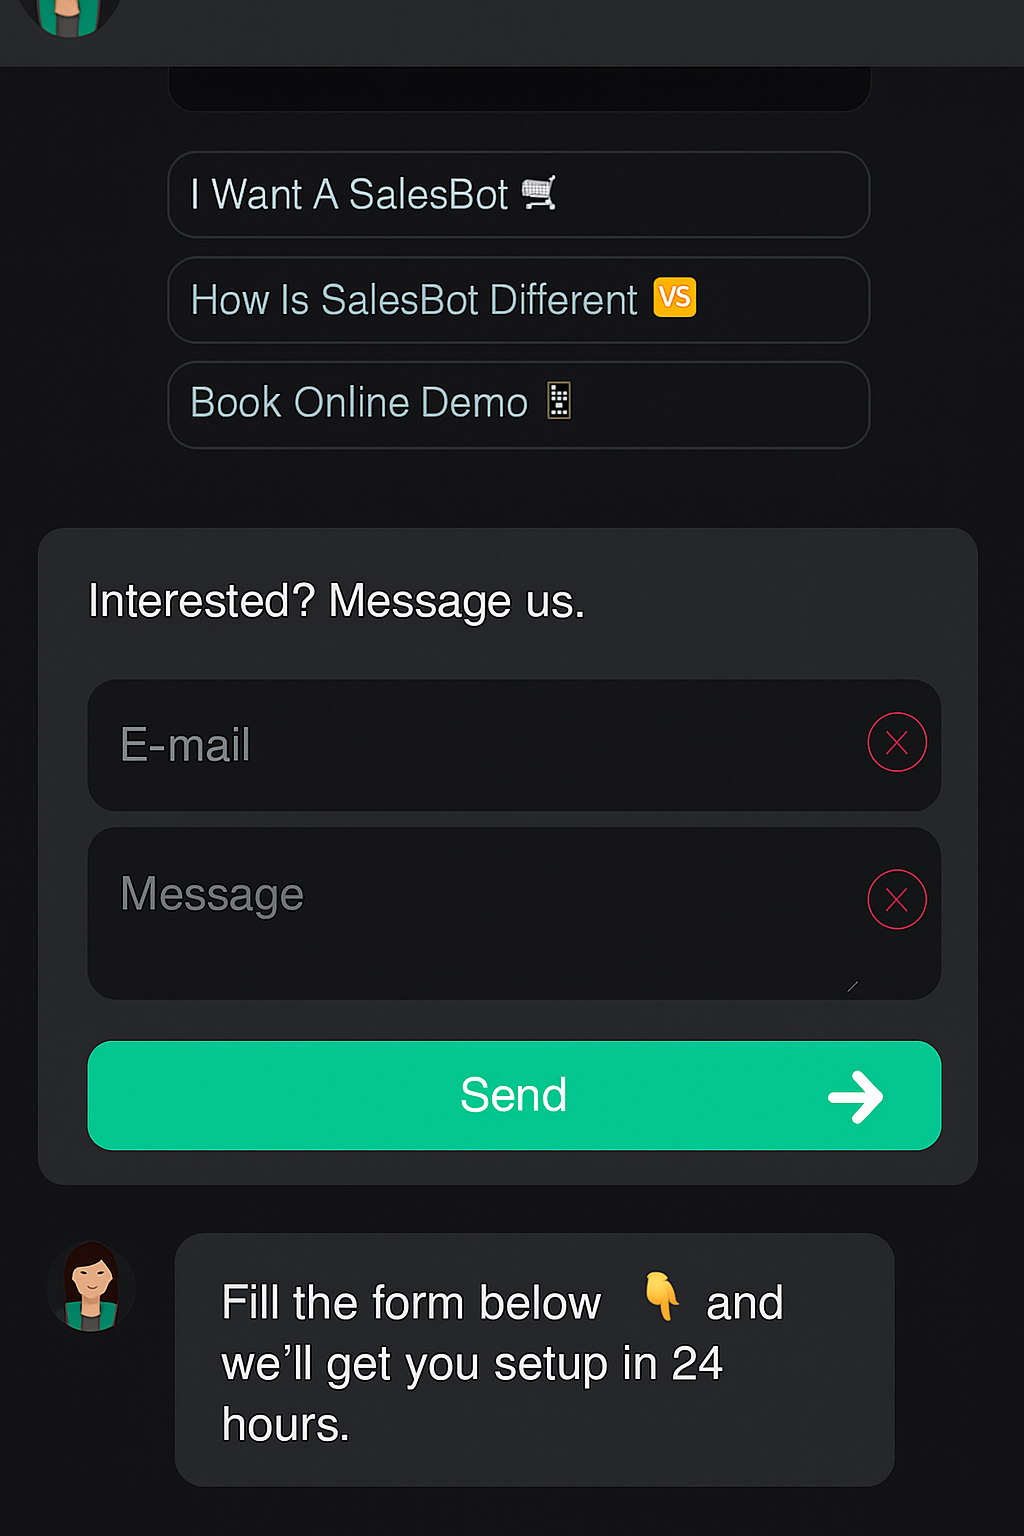 I Want A SalesBot 🛒
How Is SalesBot Different 🆚
Book Online Demo 📱
Interested? Message us.
E-mail
Message
Send
Fill the form below 👇 and
we’ll get you setup in 24
hours.